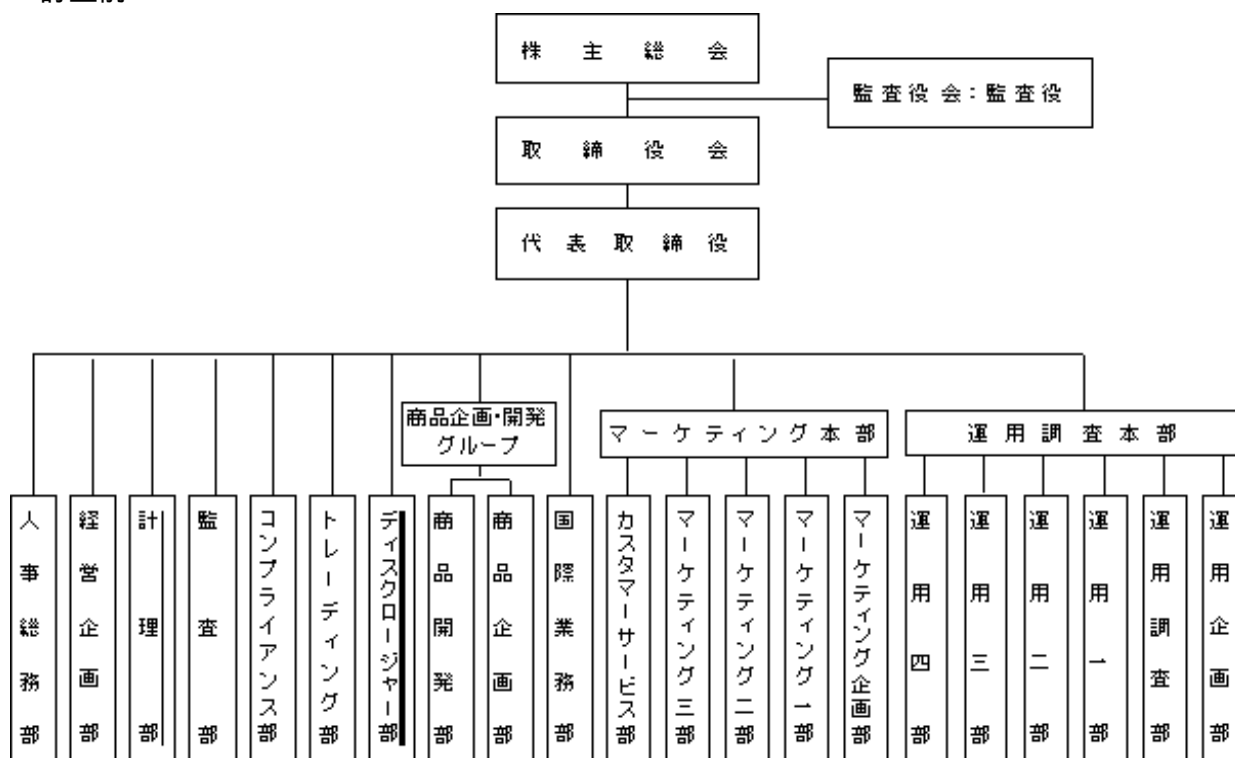 株主総会
監査役会:監査役
取締役会
代表取締役
商品企画・開発
グループ
マーケティング本部
運用調査本部
人事総務部
経営企画部
計理部
監査部
コンプライアンス部
トレーディング部
ディスクロージャー部
商品開発部
商品企画部
国際業務部
カスタマーサービス部
マーケティング三部
マーケティング二部
マーケティング一部
マーケティング企画部
運用四部
運用三部
運用二部
運用一部
運用調査部
運用企画部